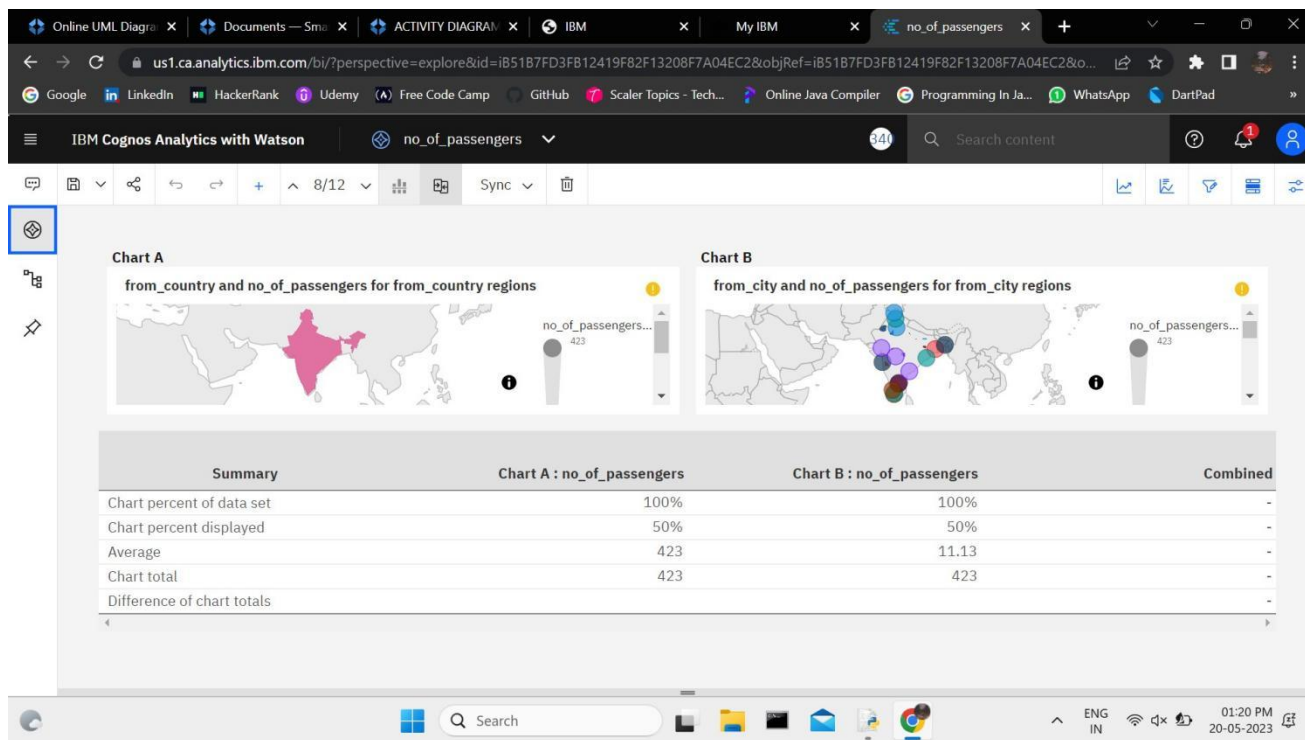 Online UML Diagra
Documents — Sma
ACTIVITY DIAGRAM
IBM
My IBM
no_of_passengers
us1.ca.analytics.ibm.com/bi/?perspective=explore&id=iB51B7FD3FB12419F82F13208F7A04EC2&objRef=iB51B7FD3FB12419F82F13208F7A04EC2&o...
Google LinkedIn HackerRank Udemy Free Code Camp GitHub Scaler Topics - Tech... Online Java Compiler Programming In Ja... WhatsApp DartPad »
IBM Cognos Analytics with Watson no_of_passengers 340 Search content 1
8/12 Sync
Chart A
Chart B
from_country and no_of_passengers for from_country regions
no_of_passengers...
423
from_city and no_of_passengers for from_city regions
no_of_passengers...
423
Summary Chart A : no_of_passengers Chart B : no_of_passengers Combined
Chart percent of data set 100% 100% -
Chart percent displayed 50% 50% -
Average 423 11.13 -
Chart total 423 423 -
Difference of chart totals -
Search
ENG
IN
01:20 PM
20-05-2023